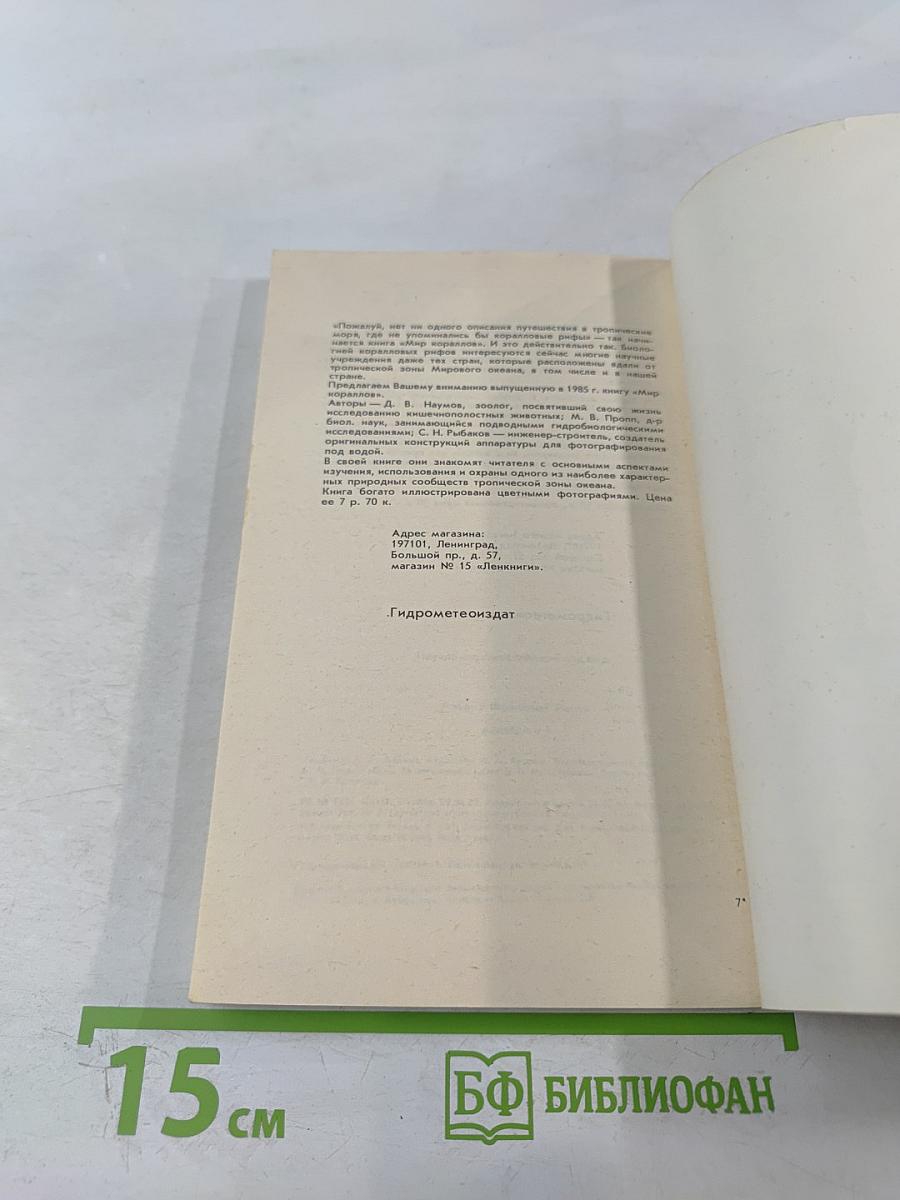 «Пожалуй, нет ни одного описания путешествия в тропические
моря, где не упоминались бы коралловые рифы» — так начи-
нается книга «Мир кораллов». И это действительно так. Биоло-
гией коралловых рифов интересуются сейчас многие научные
учреждения даже тех стран, которые расположены вдали от
тропической зоны Мирового океана, в том числе и в нашей
стране.
Предлагаем Вашему вниманию выпущенную в 1985 г. книгу «Мир
кораллов».
Авторы — Д. В. Наумов, зоолог, посвятивший свою жизнь
исследованию кишечнополостных животных; М. В. Пропп, д-р
биол. наук, занимающийся подводными гидробиологическими
исследованиями; С. Н. Рыбаков — инженер-строитель, создатель
оригинальных конструкций аппаратуры для фотографирования
под водой.
В своей книге они знакомят читателя с основными аспектами
изучения, использования и охраны одного из наиболее характер-
ных природных сообществ тропической зоны океана.
Книга богато иллюстрирована цветными фотографиями. Цена
ее 7 р. 70 к.
Адрес магазина:
197101, Ленинград,
Большой пр., д. 57,
магазин № 15 «Ленкниги».
Гидрометеоиздат
7*
15 см
БФ БИБЛИОФАН